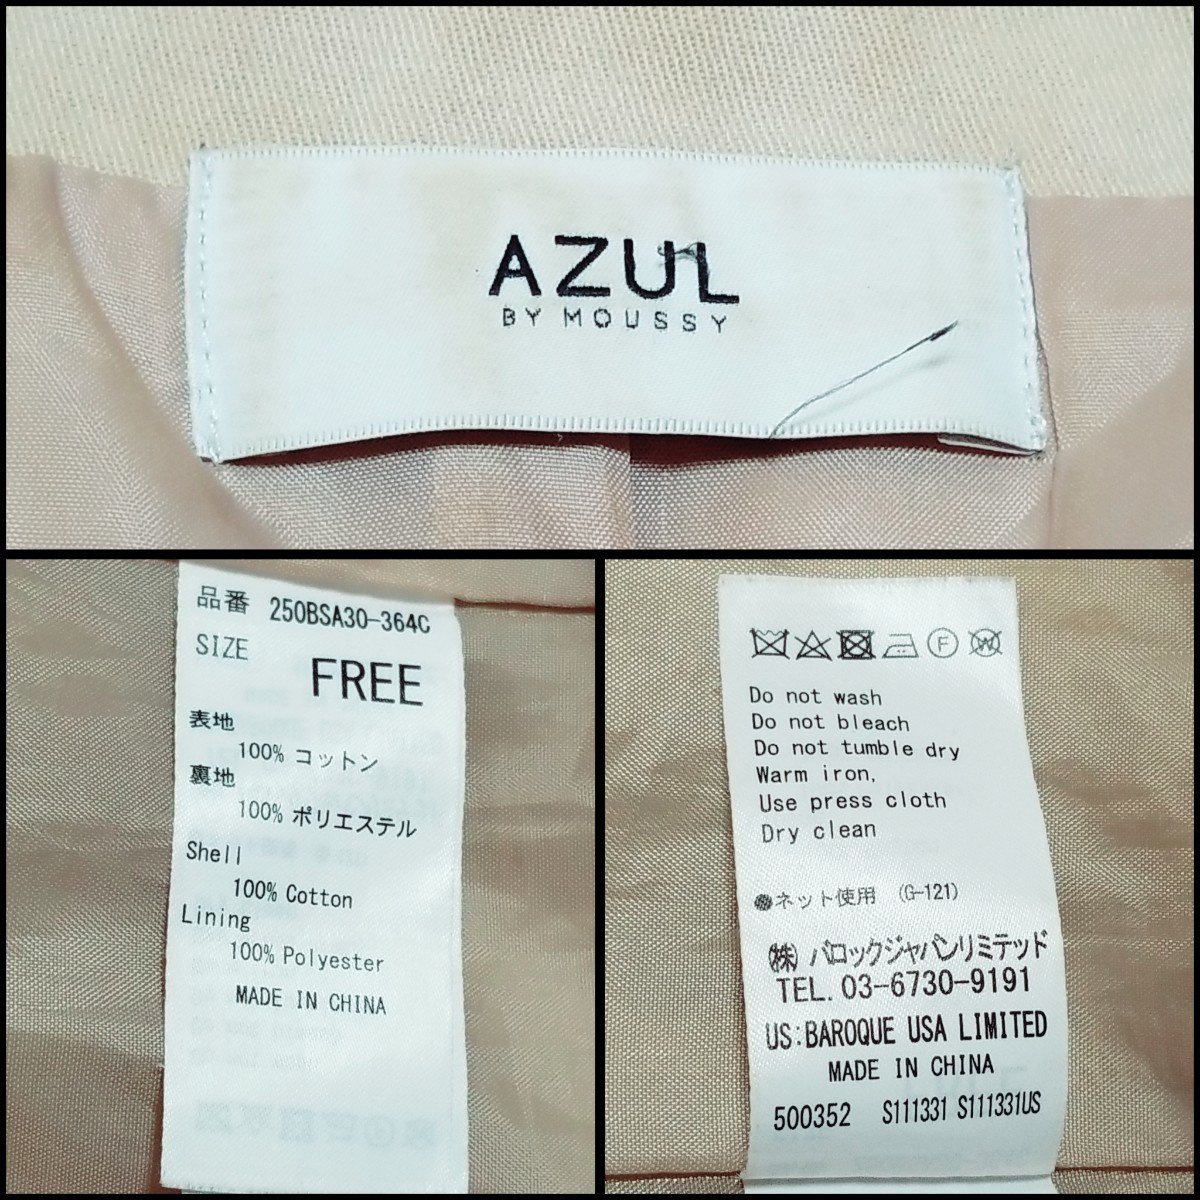 AZUL
BY MOUSSY
品番 250BSA30-364C
SIZE
FREE
表地
100% コットン
裏地
100% ポリエステル
Shell
100% Cotton
Lining
100% Polyester
MADE IN CHINA
F W
Do not wash
Do not bleach
Do not tumble dry
Warm iron,
Use press cloth
Dry clean
●ネット使用 (G-121)
(株) バロックジャパンリミテッド
TEL. 03-6730-9191
US:BAROQUE USA LIMITED
MADE IN CHINA
500352 S111331 S111331US